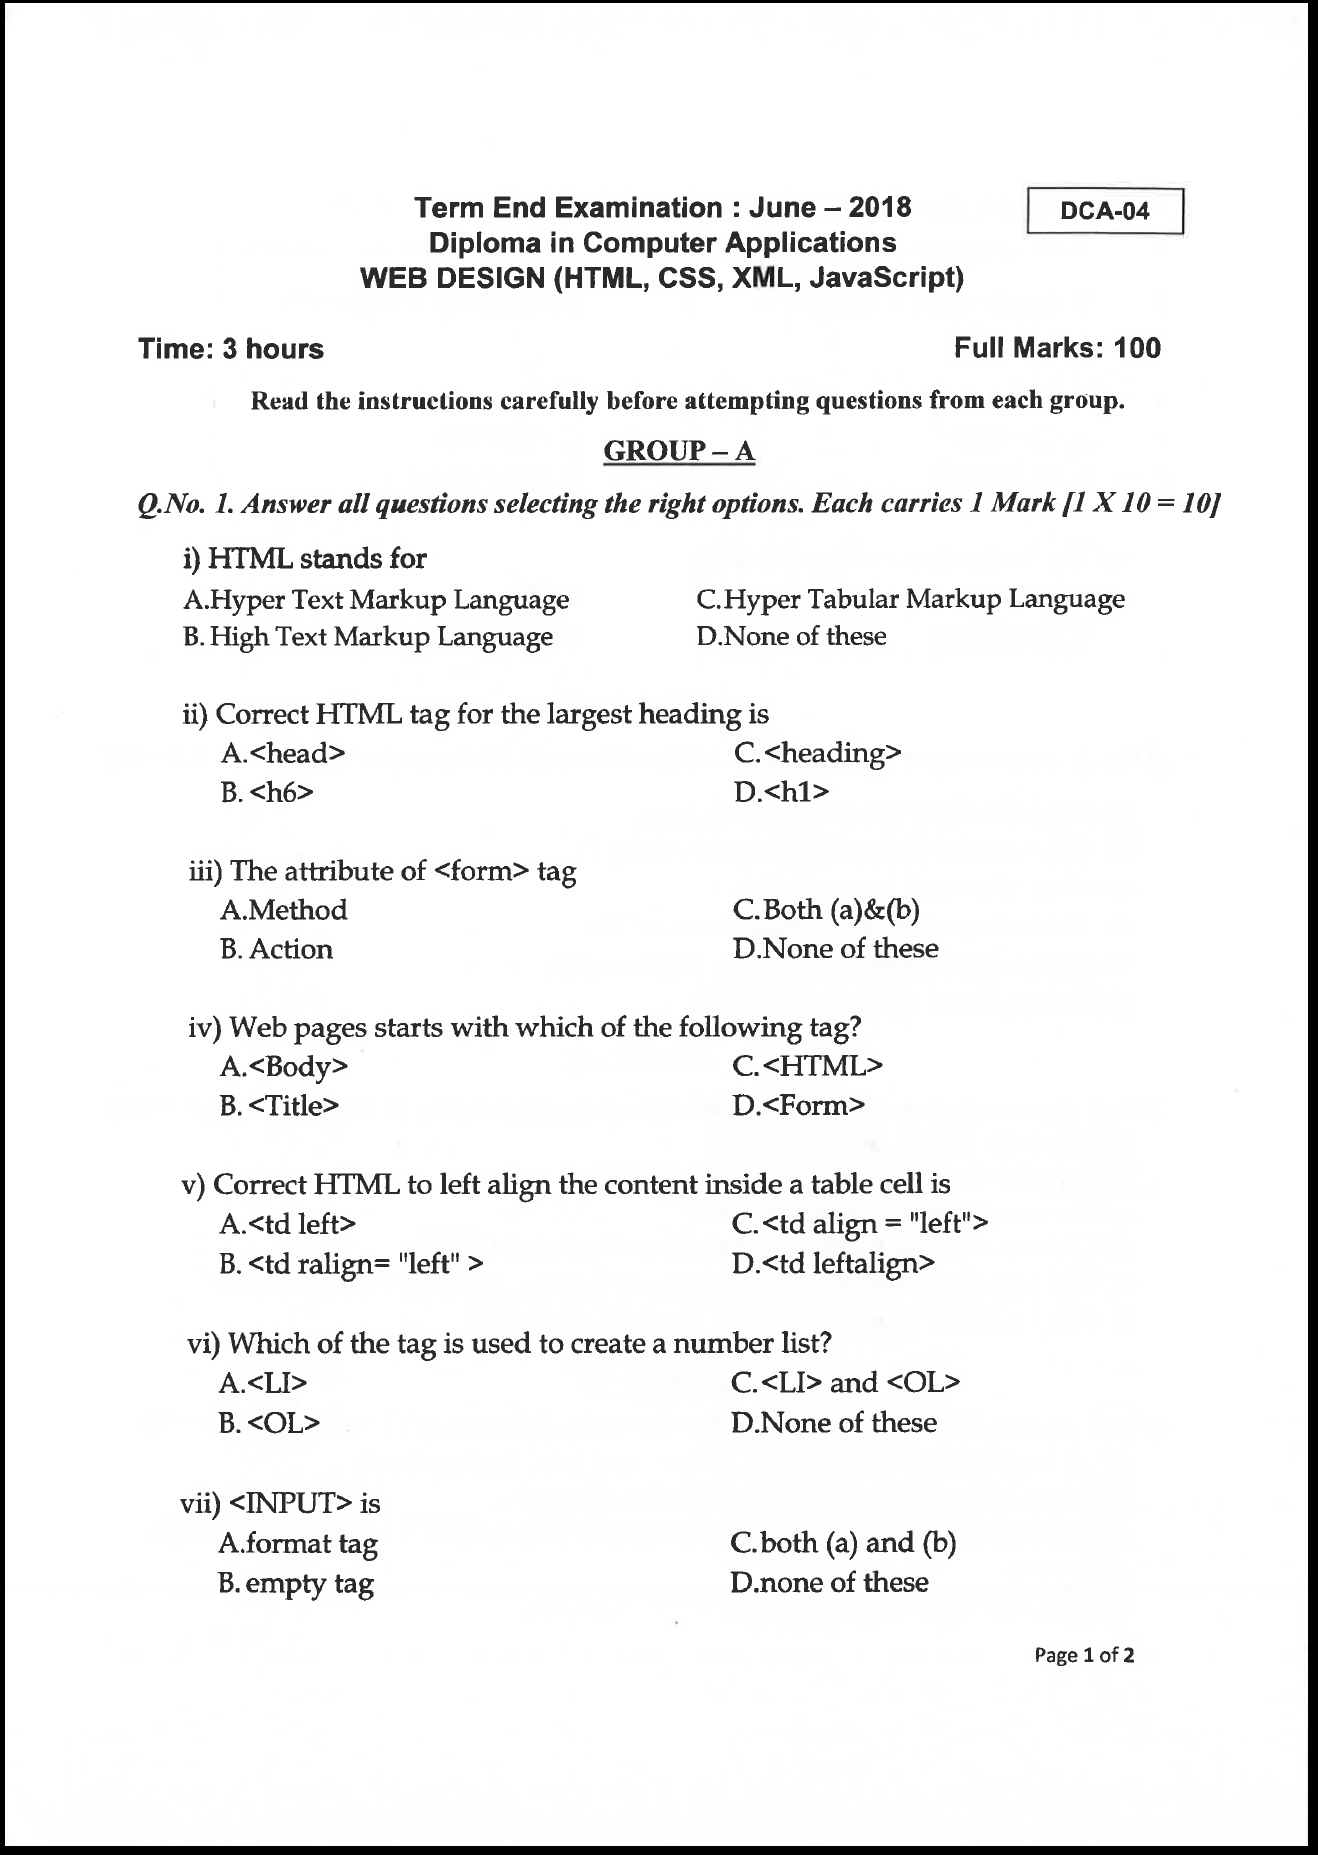 Term End Examination : June – 2018
DCA-04
Diploma in Computer Applications
WEB DESIGN (HTML, CSS, XML, JavaScript)
Time: 3 hours Full Marks: 100
Read the instructions carefully before attempting questions from each group.
GROUP – A
Q.No. 1. Answer all questions selecting the right options. Each carries 1 Mark [1 X 10 = 10]
i) HTML stands for
A.Hyper Text Markup Language C.Hyper Tabular Markup Language
B. High Text Markup Language D.None of these
ii) Correct HTML tag for the largest heading is
A.<head> C.<heading>
B. <h6> D.<h1>
iii) The attribute of <form> tag
A.Method C.Both (a)&(b)
B. Action D.None of these
iv) Web pages starts with which of the following tag?
A.<Body> C.<HTML>
B. <Title> D.<Form>
v) Correct HTML to left align the content inside a table cell is
A.<td left> C.<td align = "left">
B. <td ralign= "left" > D.<td leftalign>
vi) Which of the tag is used to create a number list?
A.<LI> C.<LI> and <OL>
B. <OL> D.None of these
vii) <INPUT> is
A.format tag C.both (a) and (b)
B. empty tag D.none of these
Page 1 of 2